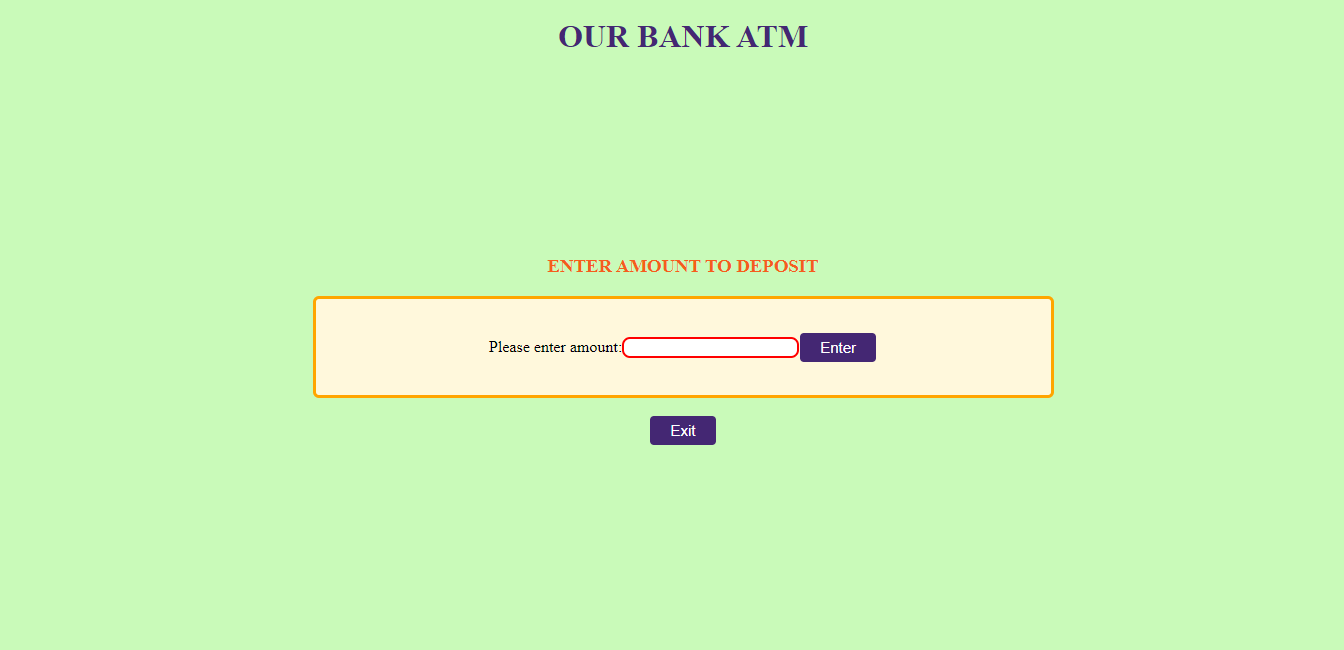 OUR BANK ATM
ENTER AMOUNT TO DEPOSIT
Please enter amount: Enter
Exit